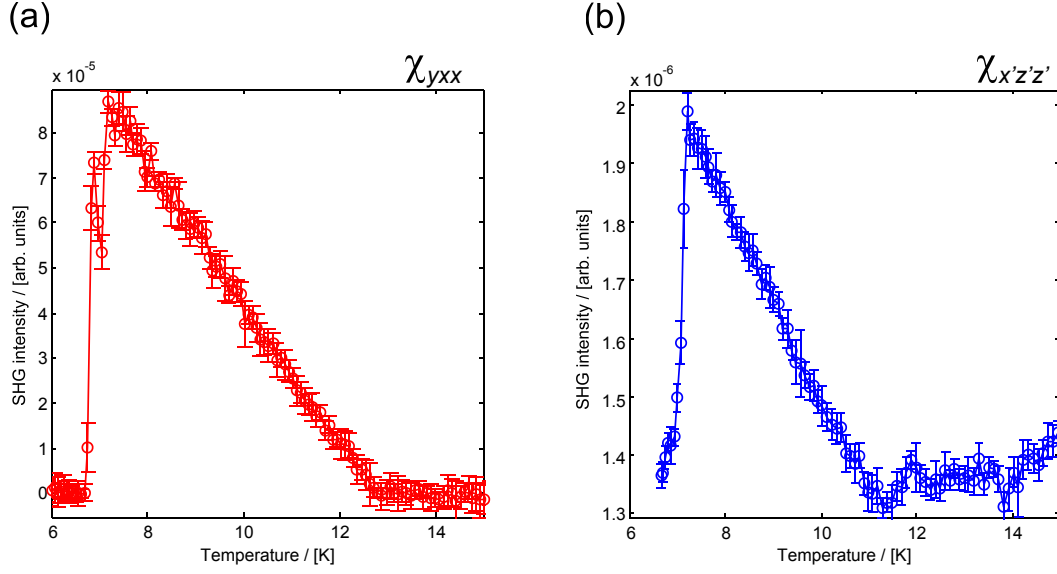 (a)
x 10⁻⁵
χyxx
8
7
6
5
4
3
2
1
0
SHG intensity / [arb. units]
6 8 10 12 14
Temperature / [K]
(b)
x 10⁻⁶
χx'z'z'
2
1.9
1.8
1.7
1.6
1.5
1.4
1.3
SHG intensity / [arb. units]
6 8 10 12 14
Temperature / [K]